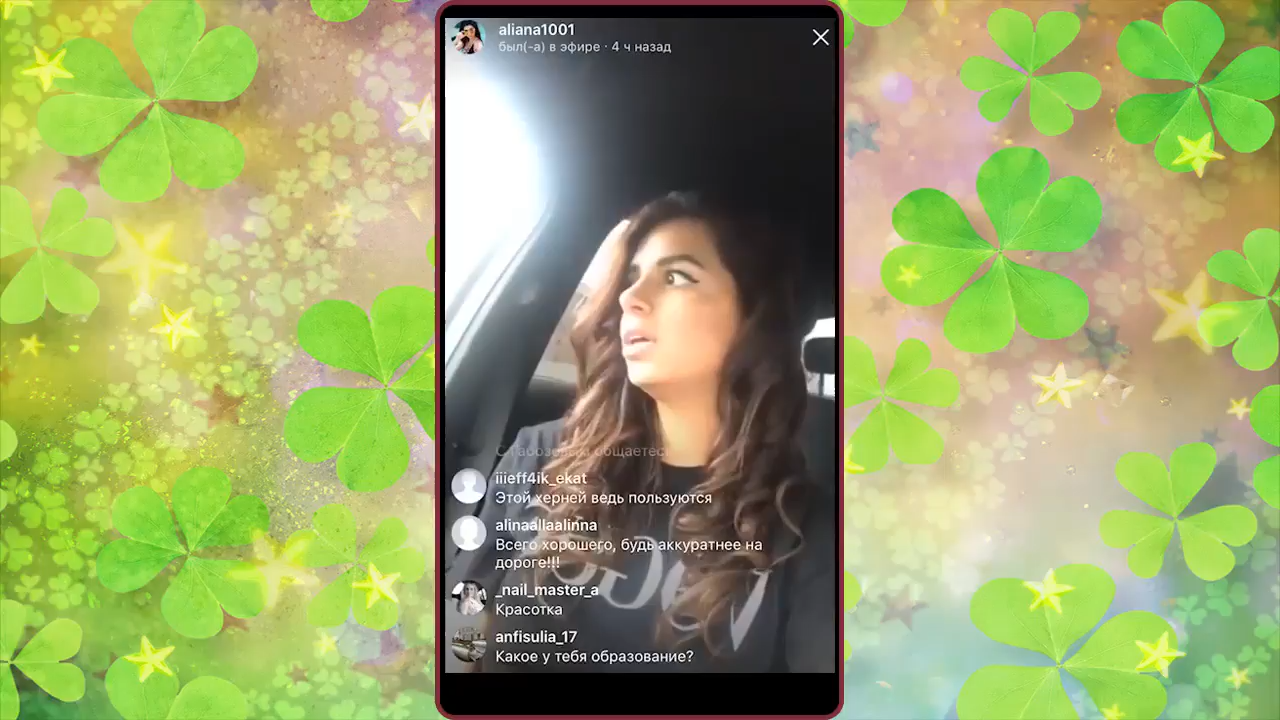 aliana1001
был(-а) в эфире · 4 ч назад
общаетесь
iiieff4ik_ekat
Этой херней ведь пользуются
alinaallaalinna
Всего хорошего, будь аккуратнее на
дороге!!!
_nail_master_a
Красотка
anfisulia_17
Какое у тебя образование?